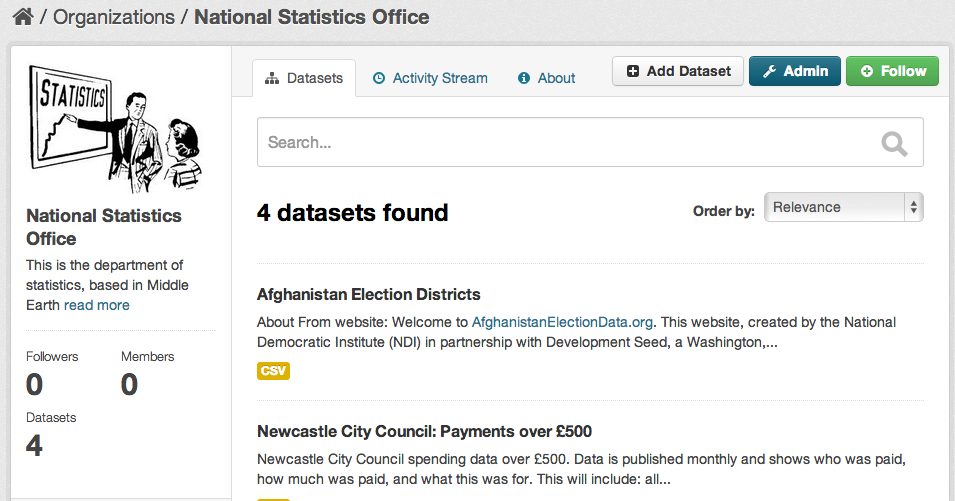 / Organizations / National Statistics Office
STATISTICS
National Statistics
Office
This is the department of
statistics, based in Middle
Earth read more
Followers Members
0 0
Datasets
4
Datasets Activity Stream About Add Dataset Admin Follow
Search...
4 datasets found
Order by: Relevance
Afghanistan Election Districts
About From website: Welcome to AfghanistanElectionData.org. This website, created by the National
Democratic Institute (NDI) in partnership with Development Seed, a Washington,...
CSV
Newcastle City Council: Payments over £500
Newcastle City Council spending data over £500. Data is published monthly and shows who was paid,
how much was paid, and what this was for. This will include: all...